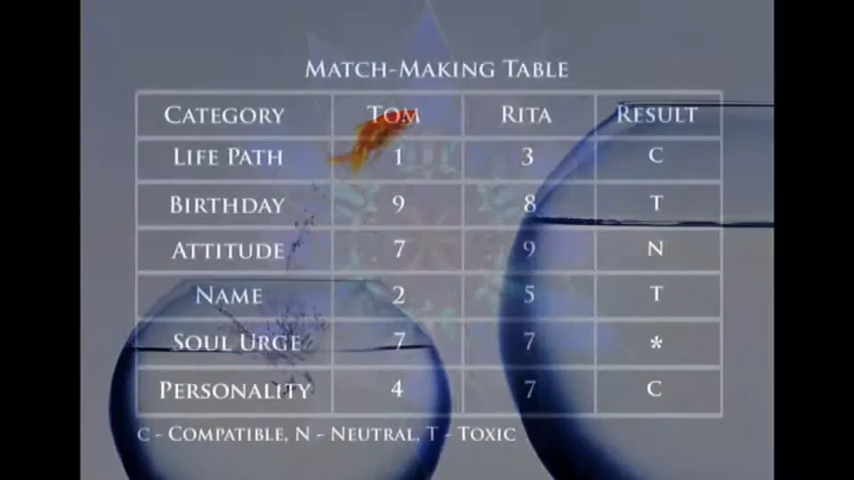 Match-Making Table
Category Tom Rita Result
Life Path 1 3 C
Birthday 9 8 T
Attitude 7 9 N
Name 2 5 T
Soul Urge 7 7 *
Personality 4 7 C
C - Compatible, N - Neutral, T - Toxic